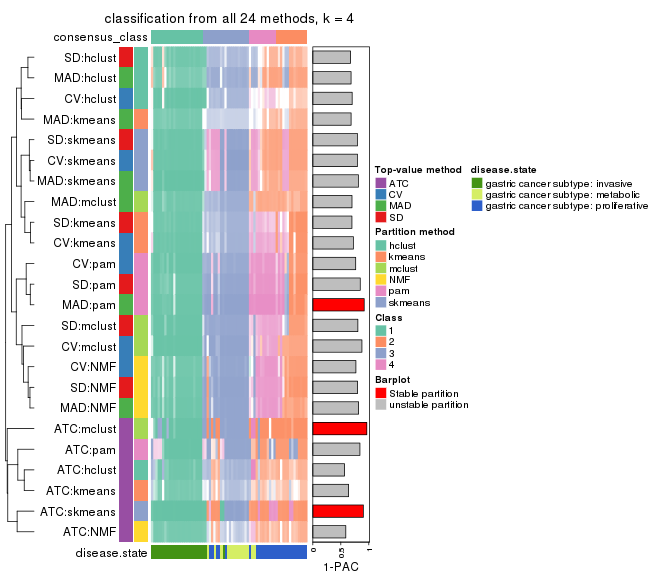 classification from all 24 methods, k = 4
consensus_class
SD:hclust
MAD:hclust
CV:hclust
MAD:kmeans
SD:skmeans
CV:skmeans
MAD:skmeans
MAD:mclust
SD:kmeans
CV:kmeans
CV:pam
SD:pam
MAD:pam
SD:mclust
CV:mclust
CV:NMF
SD:NMF
MAD:NMF
ATC:mclust
ATC:pam
ATC:hclust
ATC:kmeans
ATC:skmeans
ATC:NMF
disease.state
0
0.5
1
1-PAC
Top-value method
ATC
CV
MAD
SD
Partition method
hclust
kmeans
mclust
NMF
pam
skmeans
Class
1
2
3
4
Barplot
Stable partition
unstable partition
disease.state
gastric cancer subtype: invasive
gastric cancer subtype: metabolic
gastric cancer subtype: proliferative